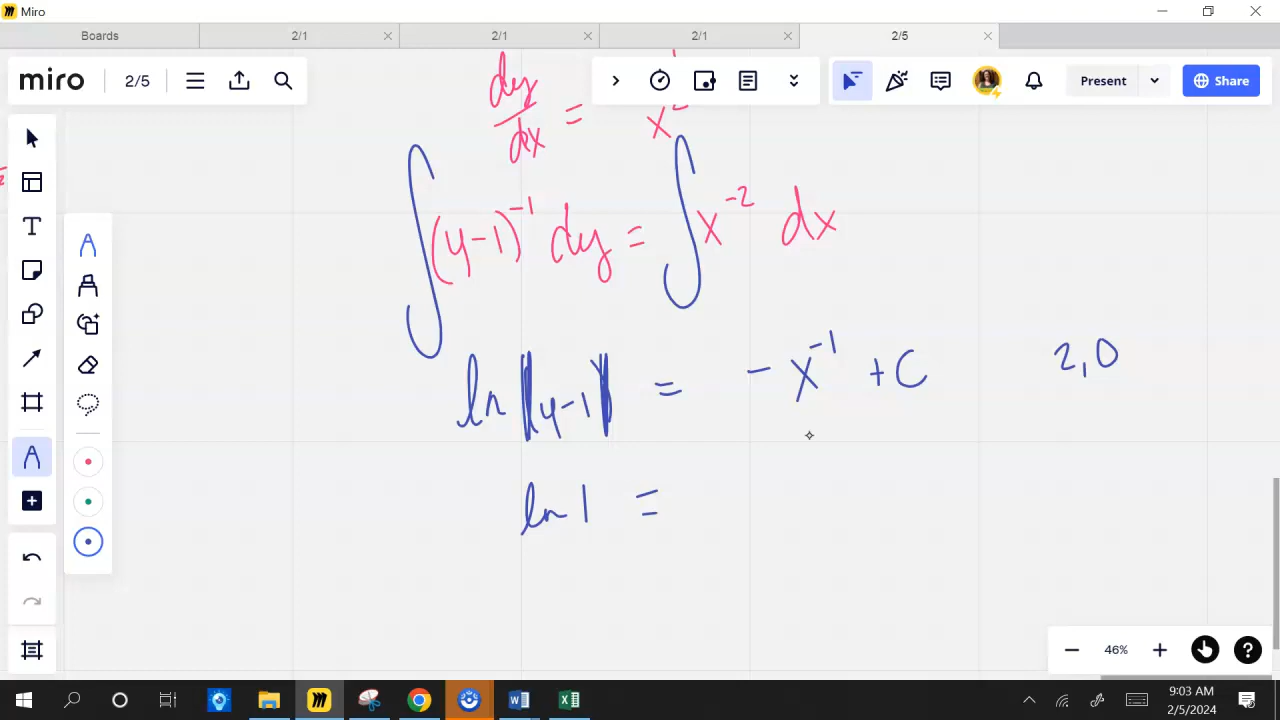 Miro
Boards
2/1
2/1
2/1
2/5
miro
2/5
Present
Share
dy/dx = x²
∫(y-1)⁻¹ dy = ∫x⁻² dx
ln|(y-1)| = -x⁻¹ + C
2,0
ln 1 =
46%
9:03 AM
2/5/2024